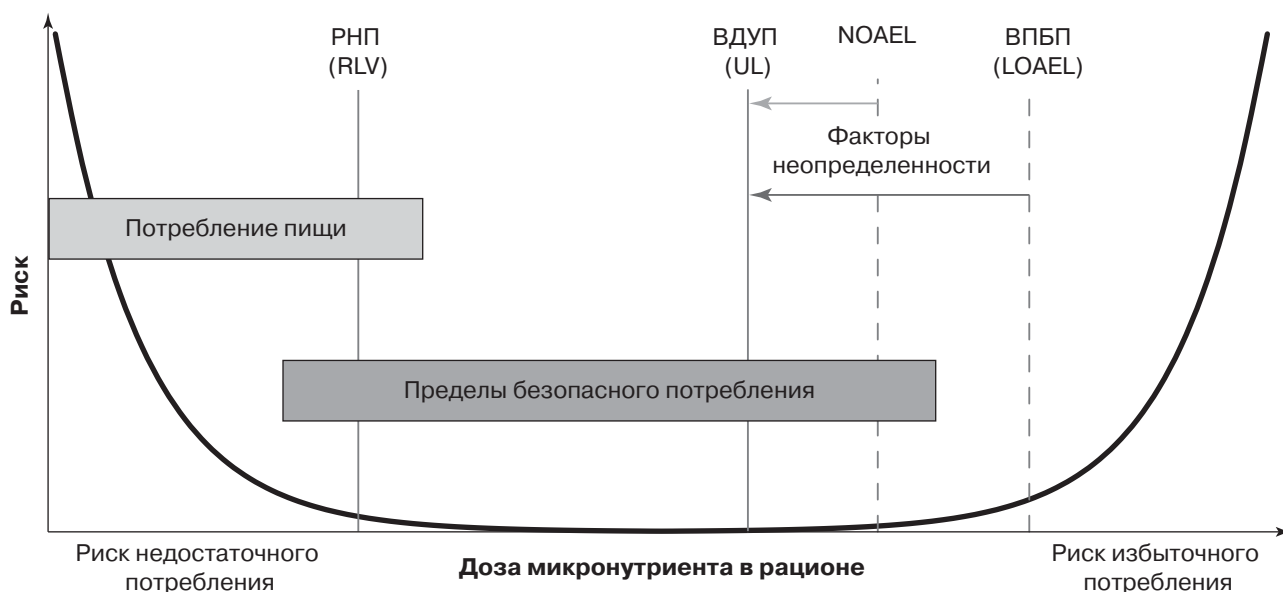 РНП
(RLV)
ВДУП
(UL)
NOAEL
ВПБП
(LOAEL)
Факторы
неопределенности
Потребление пищи
Риск
Пределы безопасного потребления
Риск недостаточного
потребления
Доза микронутриента в рационе
Риск избыточного
потребления